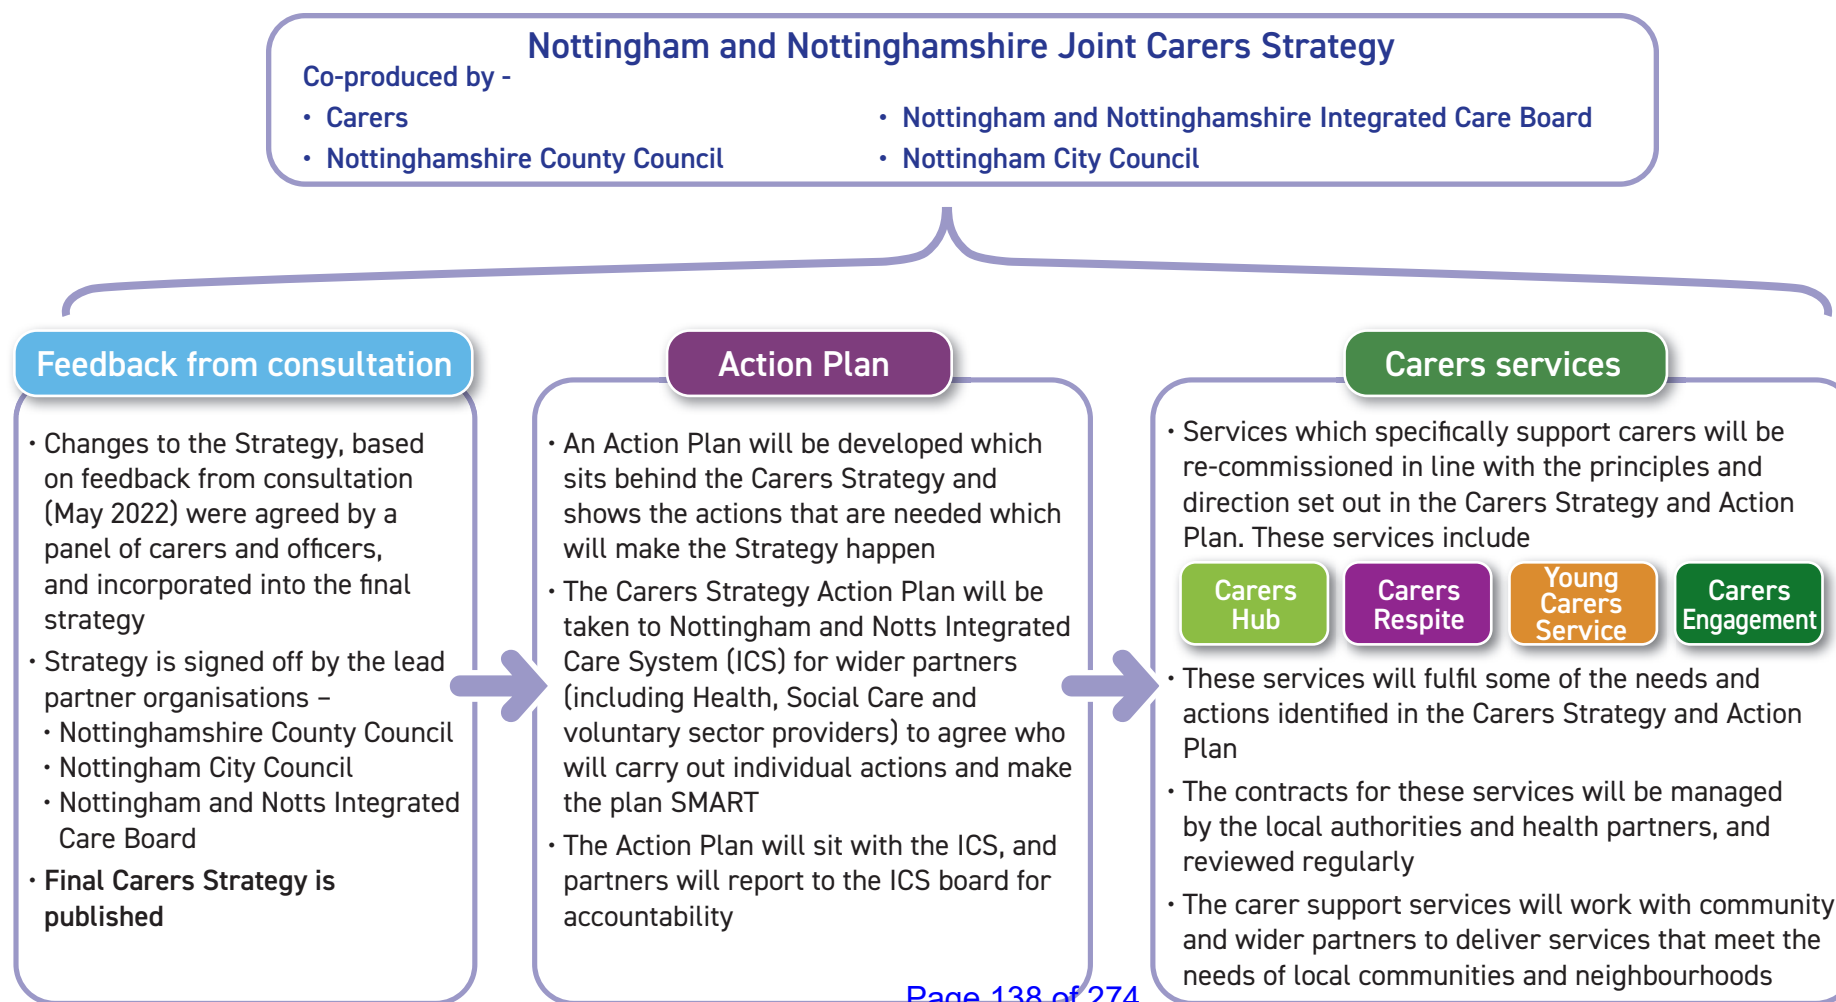 Nottingham and Nottinghamshire Joint Carers Strategy
Co-produced by -
• Carers
• Nottinghamshire County Council
• Nottingham and Nottinghamshire Integrated Care Board
• Nottingham City Council
Feedback from consultation
• Changes to the Strategy, based
on feedback from consultation
(May 2022) were agreed by a
panel of carers and officers,
and incorporated into the final
strategy
• Strategy is signed off by the lead
partner organisations –
• Nottinghamshire County Council
• Nottingham City Council
• Nottingham and Notts Integrated
Care Board
• Final Carers Strategy is
published
Action Plan
• An Action Plan will be developed which
sits behind the Carers Strategy and
shows the actions that are needed which
will make the Strategy happen
• The Carers Strategy Action Plan will be
taken to Nottingham and Notts Integrated
Care System (ICS) for wider partners
(including Health, Social Care and
voluntary sector providers) to agree who
will carry out individual actions and make
the plan SMART
• The Action Plan will sit with the ICS, and
partners will report to the ICS board for
accountability
Carers services
• Services which specifically support carers will be
re-commissioned in line with the principles and
direction set out in the Carers Strategy and Action
Plan. These services include
Carers
Hub
Carers
Respite
Young
Carers
Service
Carers
Engagement
• These services will fulfil some of the needs and
actions identified in the Carers Strategy and Action
Plan
• The contracts for these services will be managed
by the local authorities and health partners, and
reviewed regularly
• The carer support services will work with community
and wider partners to deliver services that meet the
needs of local communities and neighbourhoods
Page 138 of 274